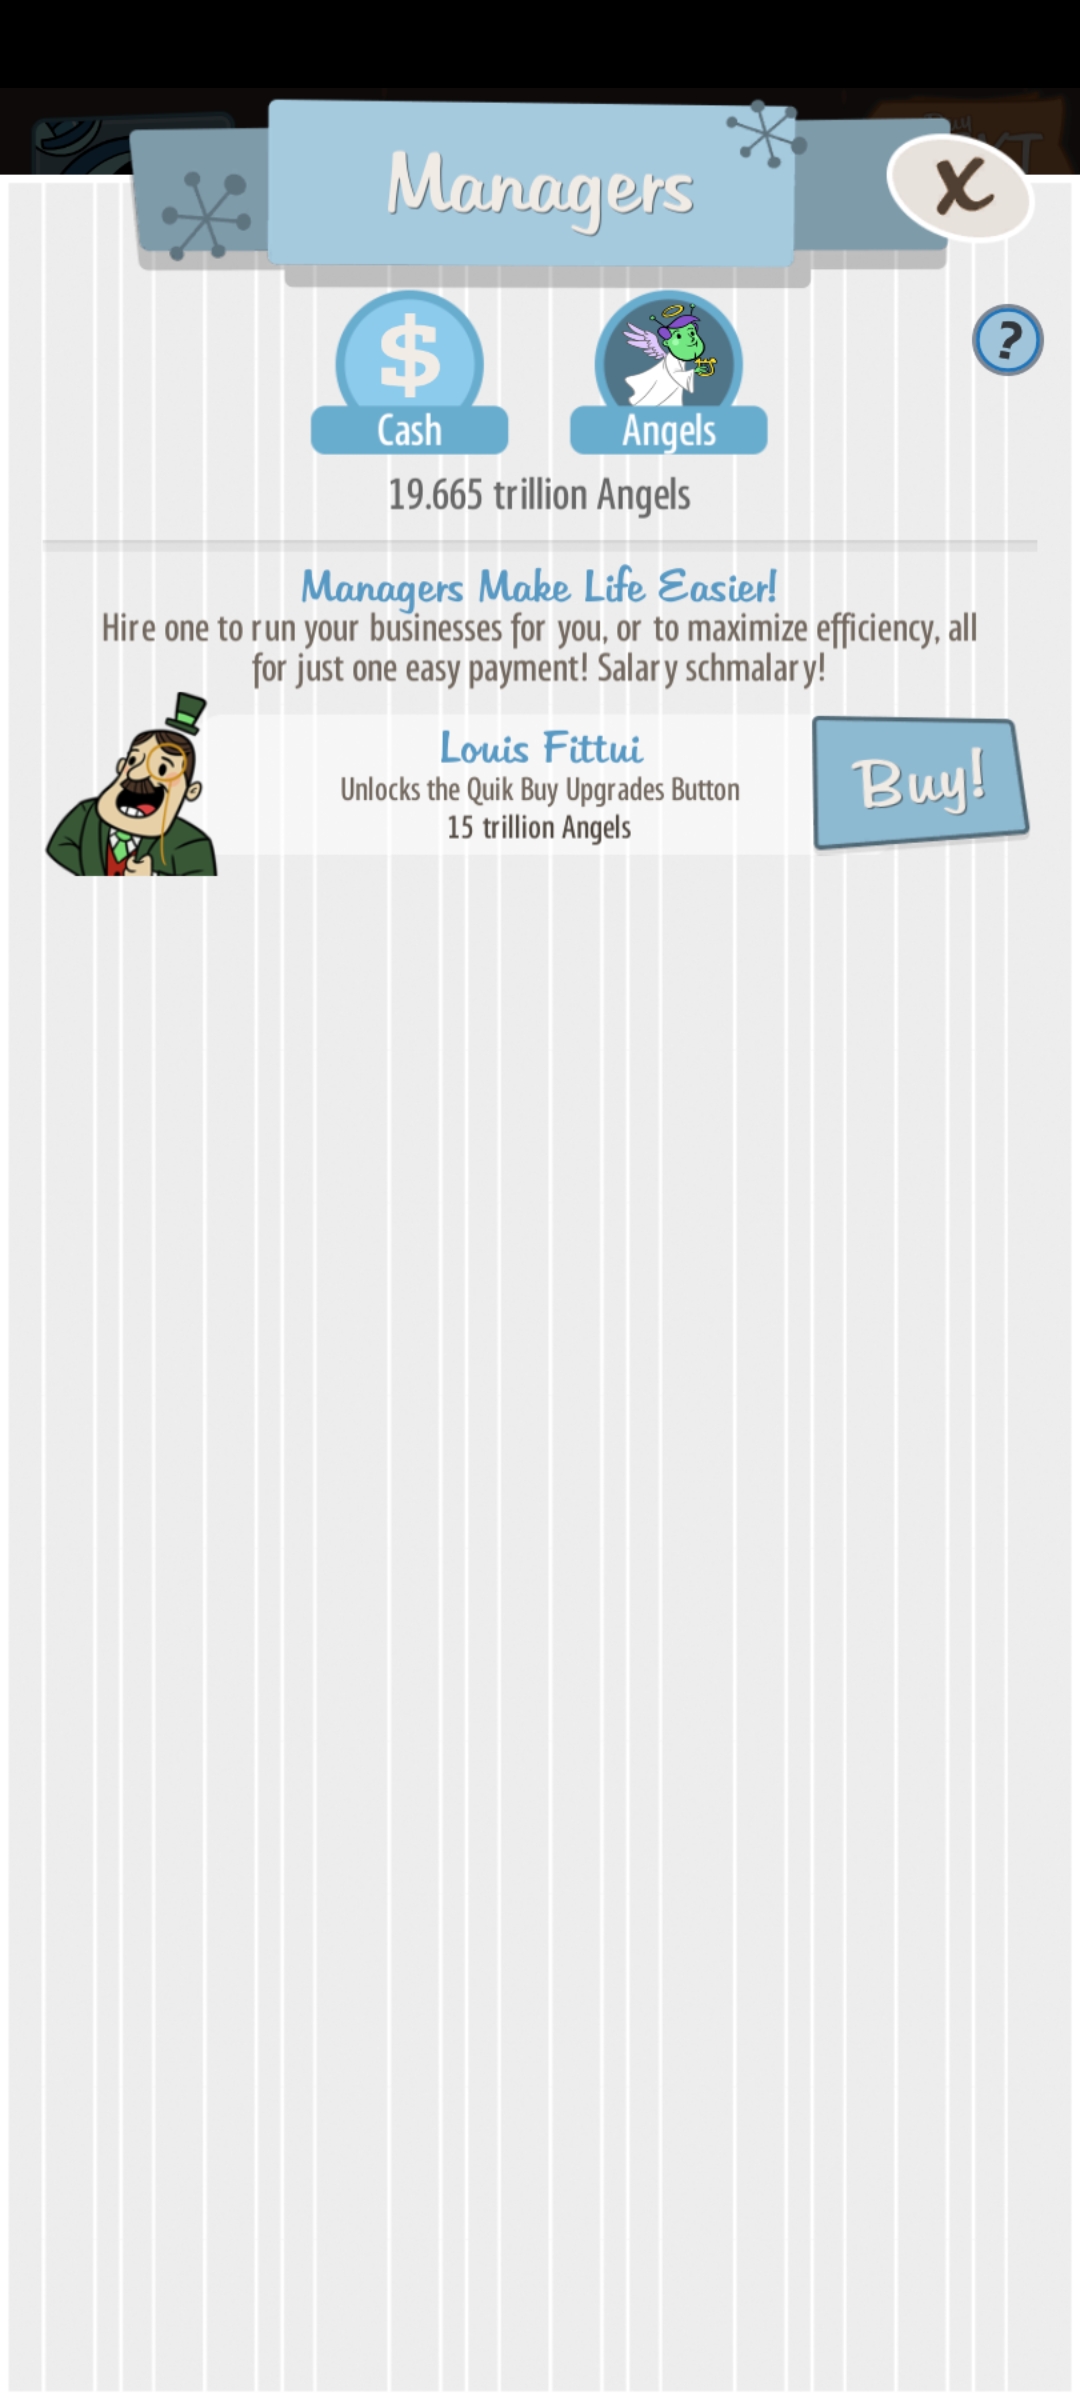 Managers
X
$
?
Cash
Angels
19.665 trillion Angels
Managers Make Life Easier!
Hire one to run your businesses for you, or to maximize efficiency, all
for just one easy payment! Salary schmalary!
Louis Fittui
Unlocks the Quik Buy Upgrades Button
15 trillion Angels
Buy!